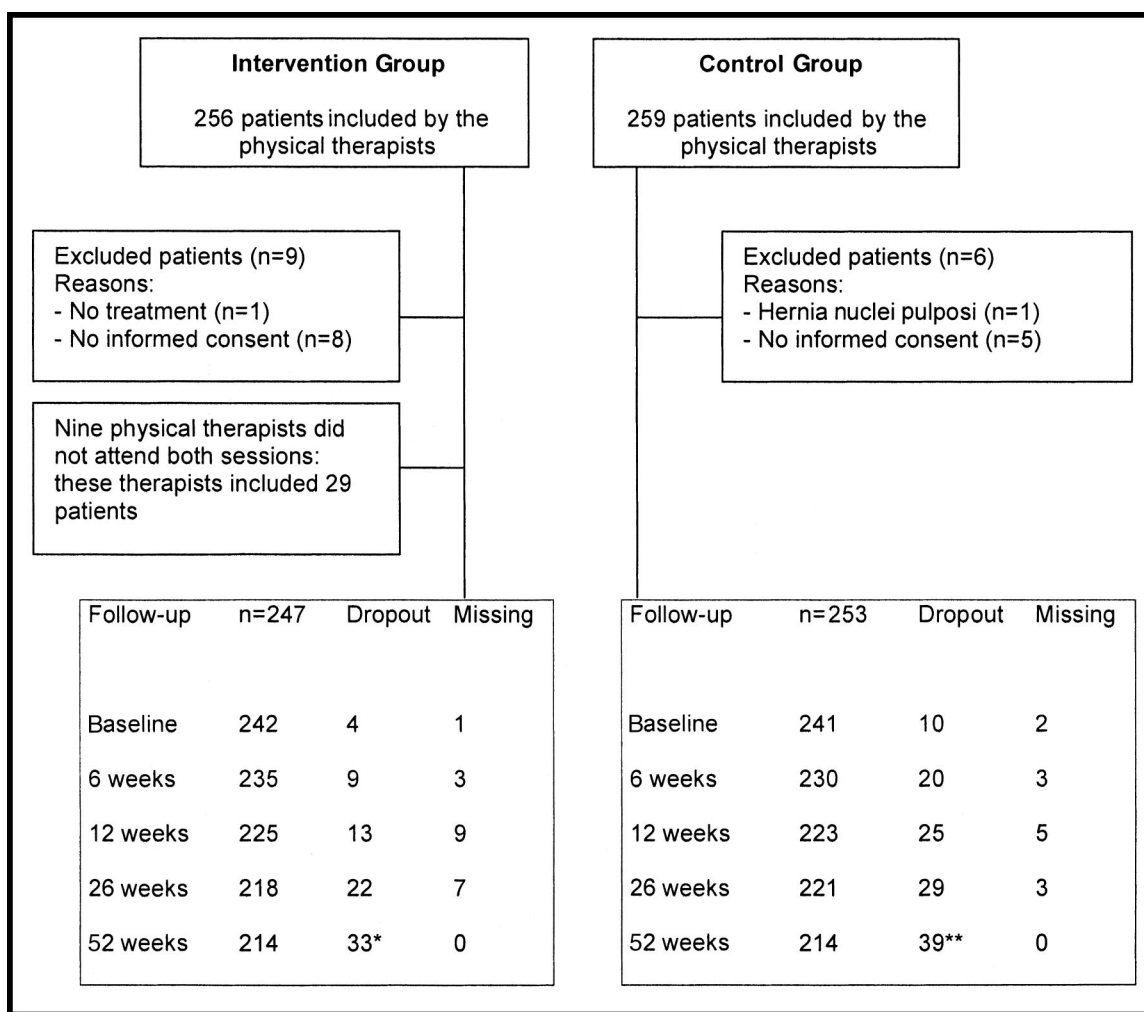 Intervention Group
256 patients included by the
physical therapists
Control Group
259 patients included by the
physical therapists
Excluded patients (n=9)
Reasons:
- No treatment (n=1)
- No informed consent (n=8)
Excluded patients (n=6)
Reasons:
- Hernia nuclei pulposi (n=1)
- No informed consent (n=5)
Nine physical therapists did
not attend both sessions:
these therapists included 29
patients
Follow-up n=247 Dropout Missing
Baseline 242 4 1
6 weeks 235 9 3
12 weeks 225 13 9
26 weeks 218 22 7
52 weeks 214 33* 0
Follow-up n=253 Dropout Missing
Baseline 241 10 2
6 weeks 230 20 3
12 weeks 223 25 5
26 weeks 221 29 3
52 weeks 214 39** 0